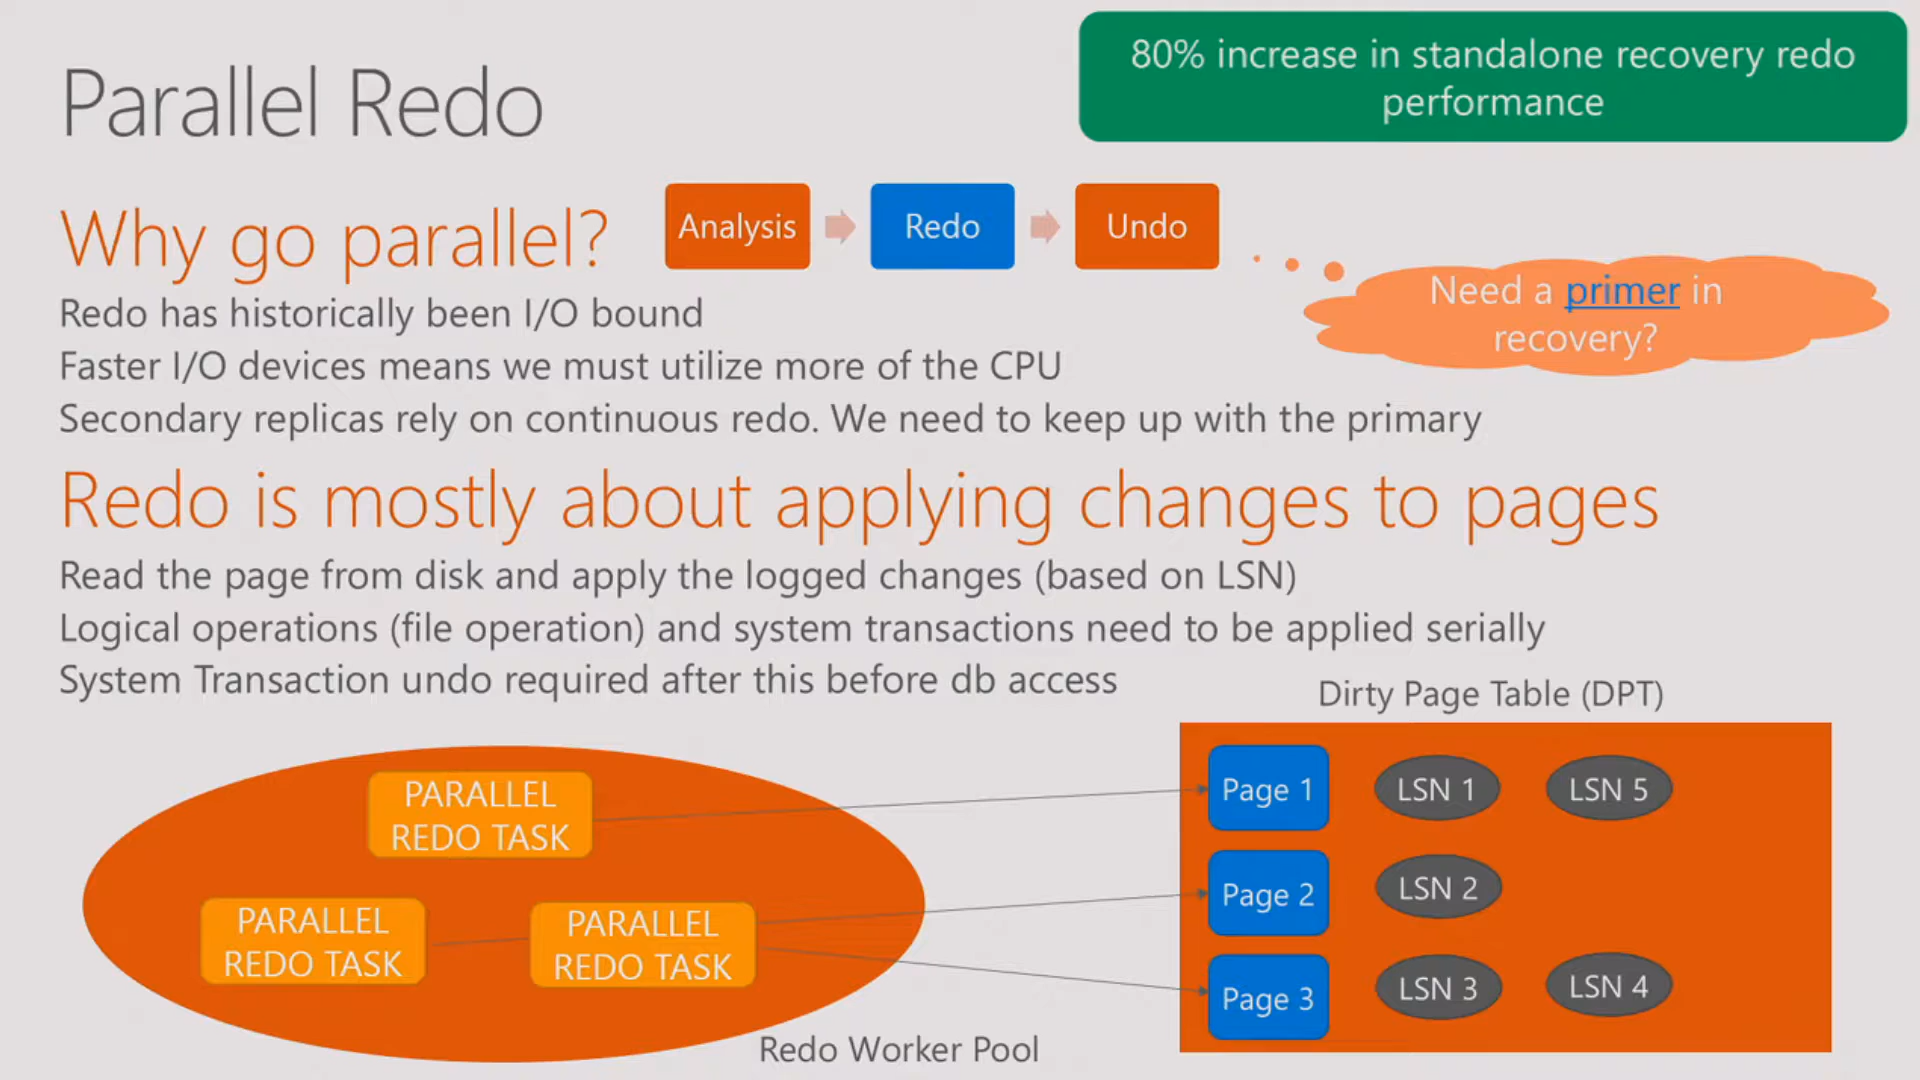 80% increase in standalone recovery redo
performance
Parallel Redo
Why go parallel?
Analysis
Redo
Undo
Need a primer in
recovery?
Redo has historically been I/O bound
Faster I/O devices means we must utilize more of the CPU
Secondary replicas rely on continuous redo. We need to keep up with the primary
Redo is mostly about applying changes to pages
Read the page from disk and apply the logged changes (based on LSN)
Logical operations (file operation) and system transactions need to be applied serially
System Transaction undo required after this before db access
Dirty Page Table (DPT)
PARALLEL
REDO TASK
PARALLEL
REDO TASK
PARALLEL
REDO TASK
Redo Worker Pool
Page 1
LSN 1
LSN 5
Page 2
LSN 2
Page 3
LSN 3
LSN 4